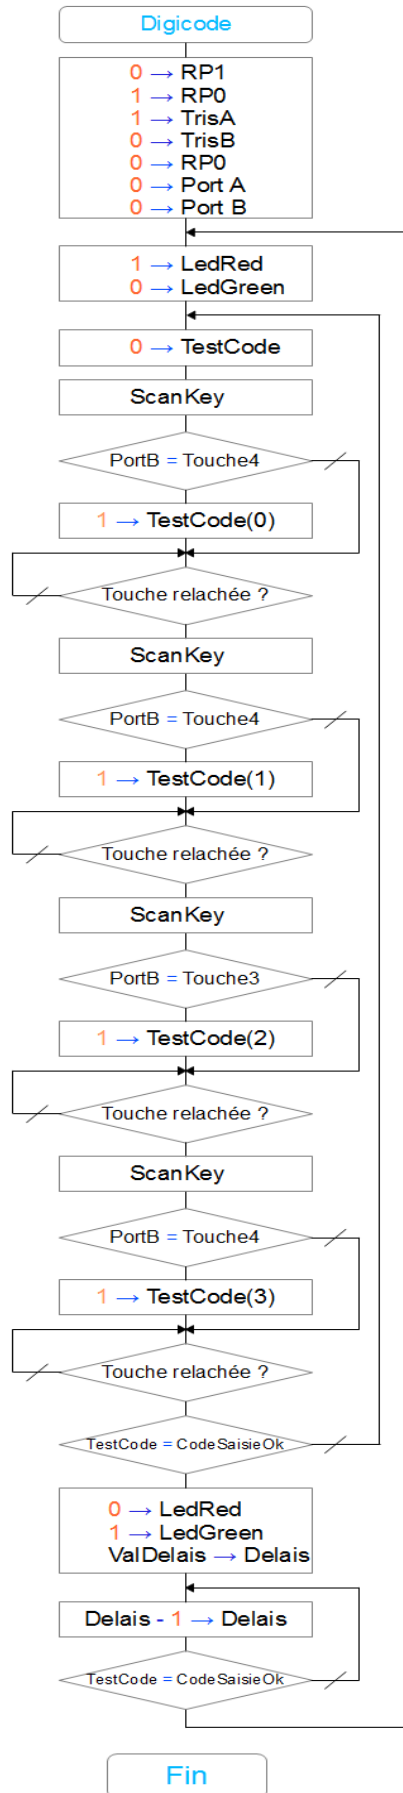 Digicode
0 → RP1
1 → RP0
1 → TrisA
0 → TrisB
0 → RP0
0 → Port A
0 → Port B
1 → LedRed
0 → LedGreen
0 → TestCode
ScanKey
PortB = Touche4
1 → TestCode(0)
Touche relachée ?
ScanKey
PortB = Touche4
1 → TestCode(1)
Touche relachée ?
ScanKey
PortB = Touche3
1 → TestCode(2)
Touche relachée ?
ScanKey
PortB = Touche4
1 → TestCode(3)
Touche relachée ?
TestCode = CodeSaisieOk
0 → LedRed
1 → LedGreen
ValDelais → Delais
Delais - 1 → Delais
TestCode = CodeSaisieOk
Fin